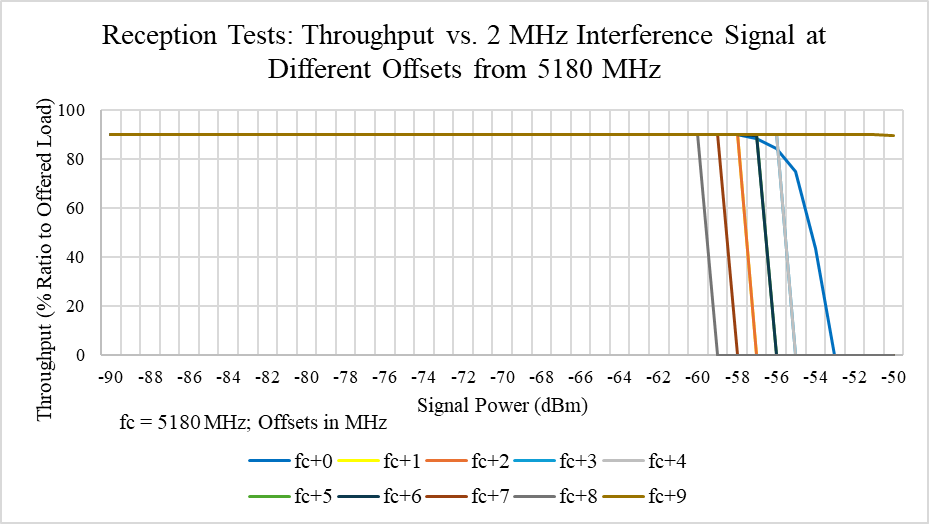 Reception Tests: Throughput vs. 2 MHz Interference Signal at
Different Offsets from 5180 MHz
Throughput (% Ratio to Offered Load)
100
80
60
40
20
0
-90 -88 -86 -84 -82 -80 -78 -76 -74 -72 -70 -68 -66 -64 -62 -60 -58 -56 -54 -52 -50
Signal Power (dBm)
fc = 5180 MHz; Offsets in MHz
fc+0 fc+1 fc+2 fc+3 fc+4
fc+5 fc+6 fc+7 fc+8 fc+9